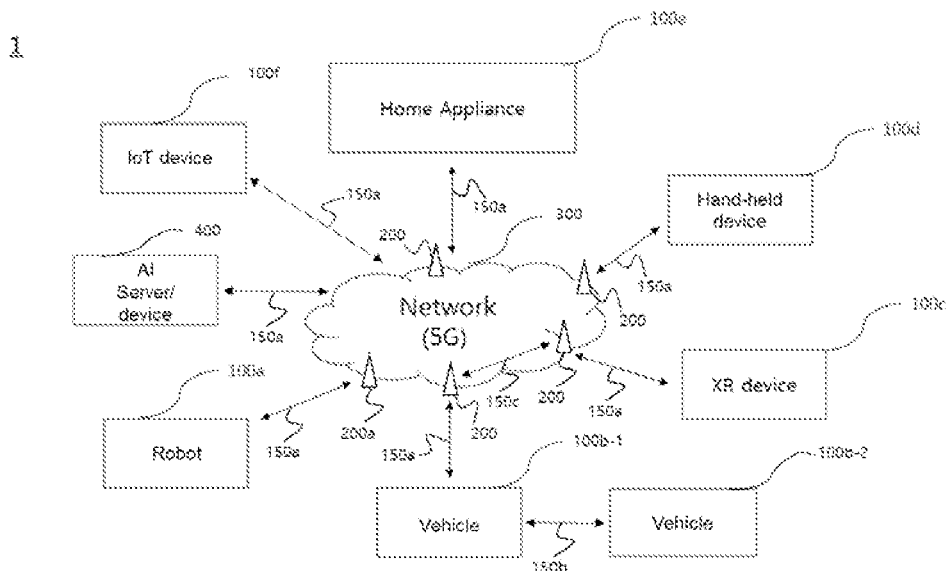 1
100e
Home Appliance
100f
IoT device
100d
Hand-held
device
150a
150a
300
200
400
AI
Server/
device
150a
150a
200
Network
(5G)
100c
XR device
150c
200
150a
100a
Robot
150a
200a
150a
200
100b-1
Vehicle
100b-2
Vehicle
150b